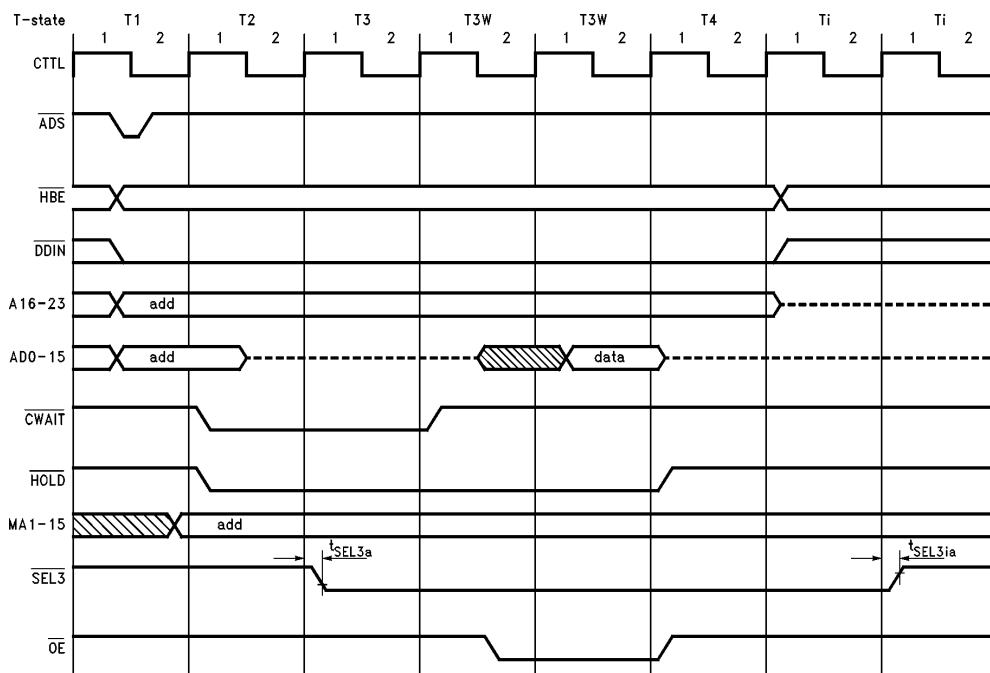 T-state T1 T2 T3 T3W T3W T4 Ti Ti
1 2 1 2 1 2 1 2 1 2 1 2 1 2 1 2
CTTL
ADS
HBE
DDIN
A16-23 add
AD0-15 add data
CWAIT
HOLD
MA1-15 add
tSEL3a tSEL3ia
SEL3
OE